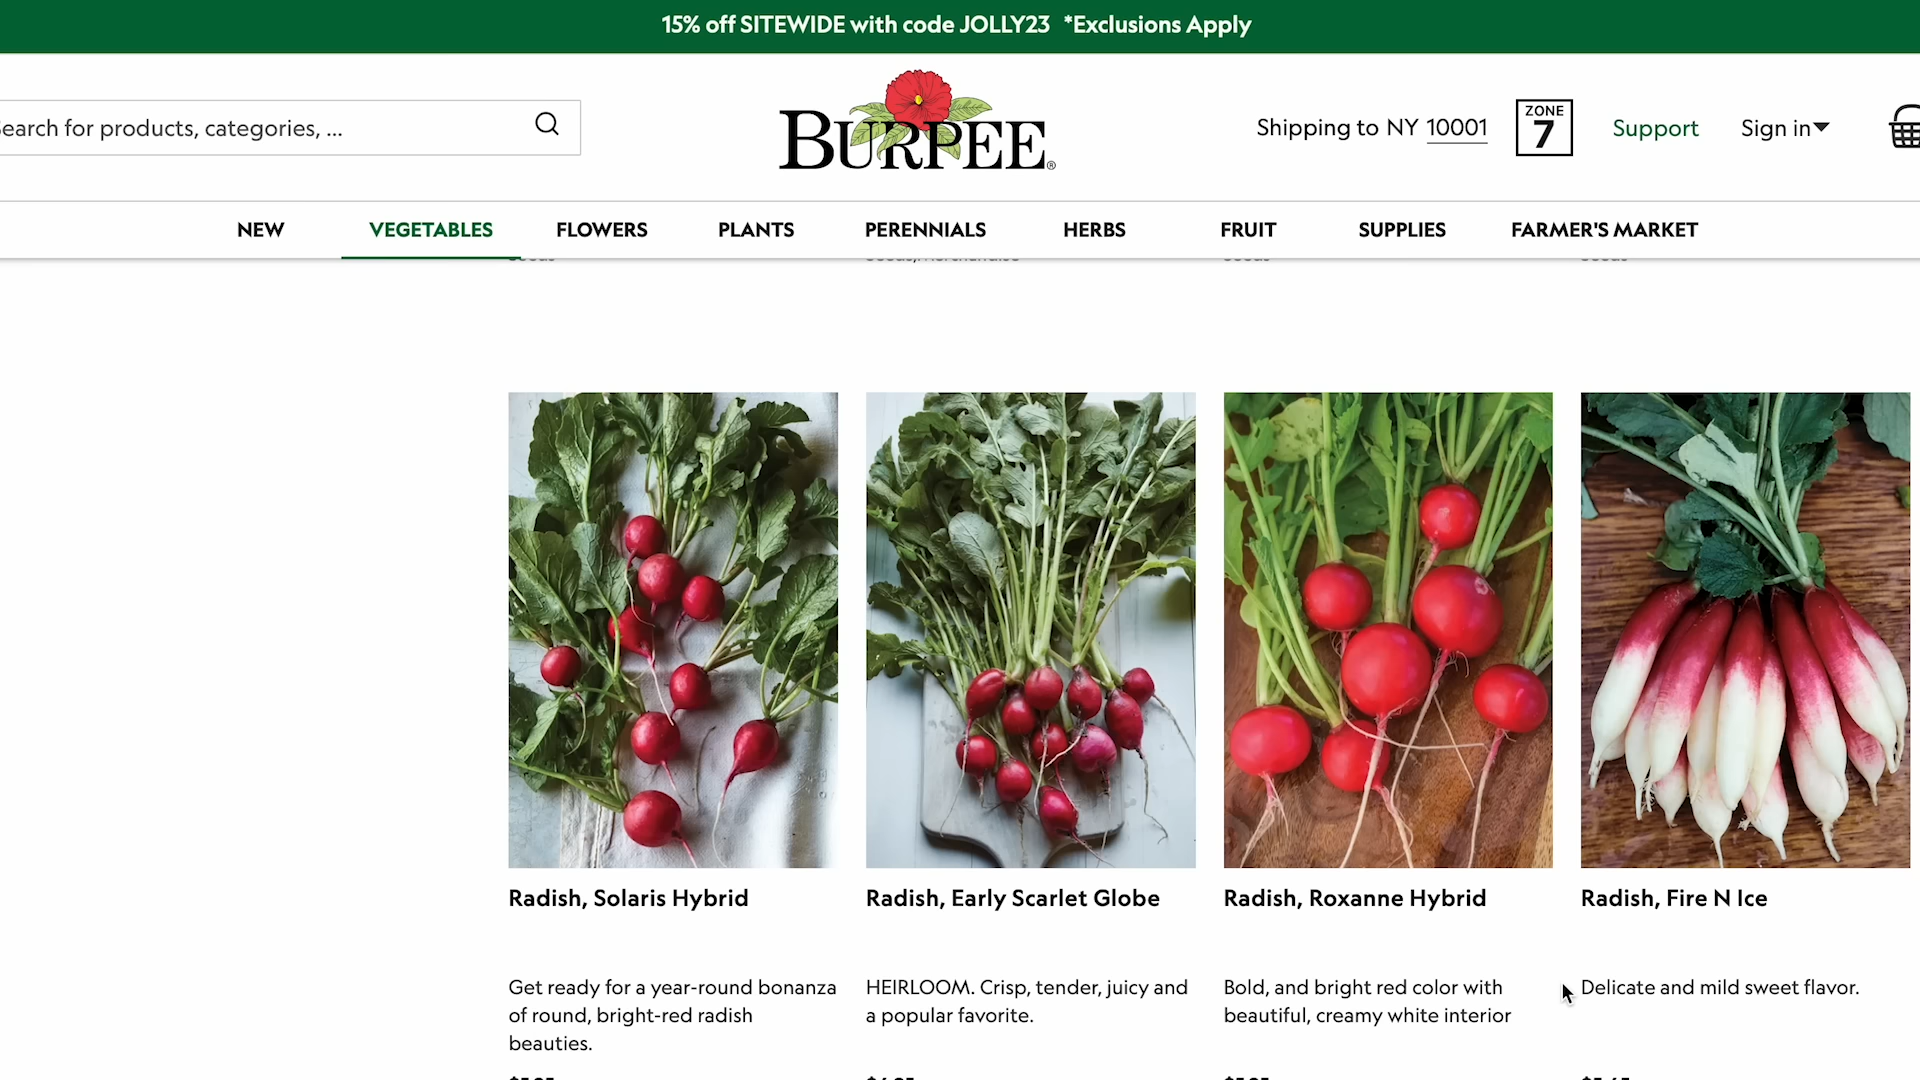 15% off SITEWIDE with code JOLLY23 *Exclusions Apply
earch for products, categories, ...
BURPEE®
Shipping to NY 10001
ZONE
7
Support
Sign in
NEW
VEGETABLES
FLOWERS
PLANTS
PERENNIALS
HERBS
FRUIT
SUPPLIES
FARMER'S MARKET
Radish, Solaris Hybrid
Radish, Early Scarlet Globe
Radish, Roxanne Hybrid
Radish, Fire N Ice
Get ready for a year-round bonanza
of round, bright-red radish
beauties.
HEIRLOOM. Crisp, tender, juicy and
a popular favorite.
Bold, and bright red color with
beautiful, creamy white interior
Delicate and mild sweet flavor.